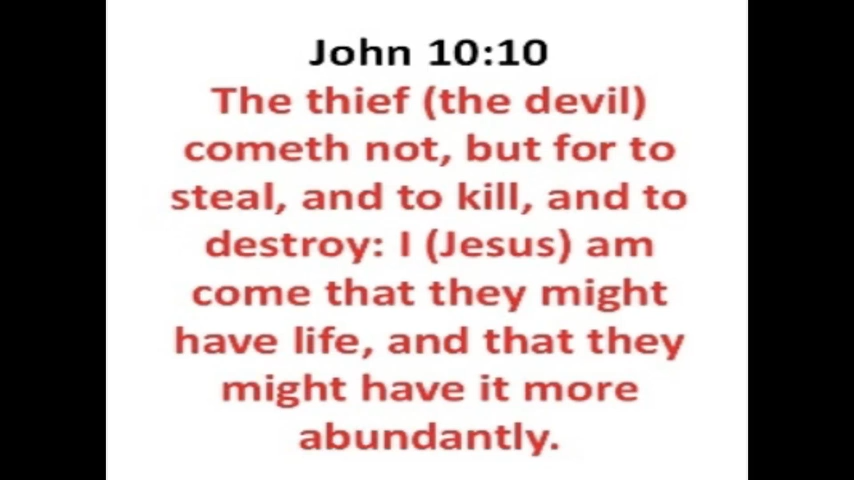 John 10:10
The thief (the devil)
cometh not, but for to
steal, and to kill, and to
destroy: I (Jesus) am
come that they might
have life, and that they
might have it more
abundantly.